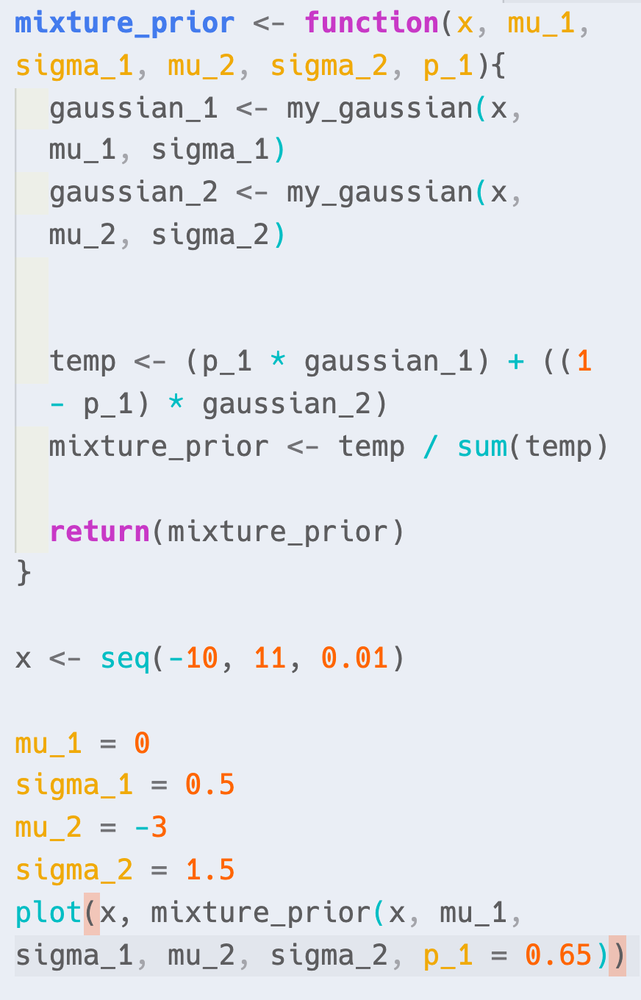 mixture_prior <- function(x, mu_1,
sigma_1, mu_2, sigma_2, p_1){
gaussian_1 <- my_gaussian(x,
mu_1, sigma_1)
gaussian_2 <- my_gaussian(x,
mu_2, sigma_2)
temp <- (p_1 * gaussian_1) + ((1
- p_1) * gaussian_2)
mixture_prior <- temp / sum(temp)
return(mixture_prior)
}
x <- seq(-10, 11, 0.01)
mu_1 = 0
sigma_1 = 0.5
mu_2 = -3
sigma_2 = 1.5
plot(x, mixture_prior(x, mu_1,
sigma_1, mu_2, sigma_2, p_1 = 0.65))